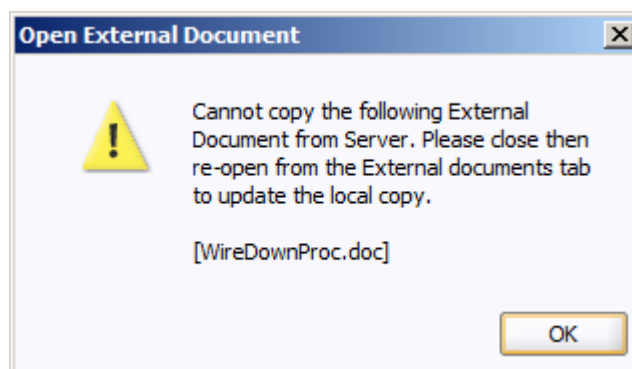 Open External Document
Cannot copy the following External
Document from Server. Please close then
re-open from the External documents tab
to update the local copy.
[WireDownProc.doc]
OK